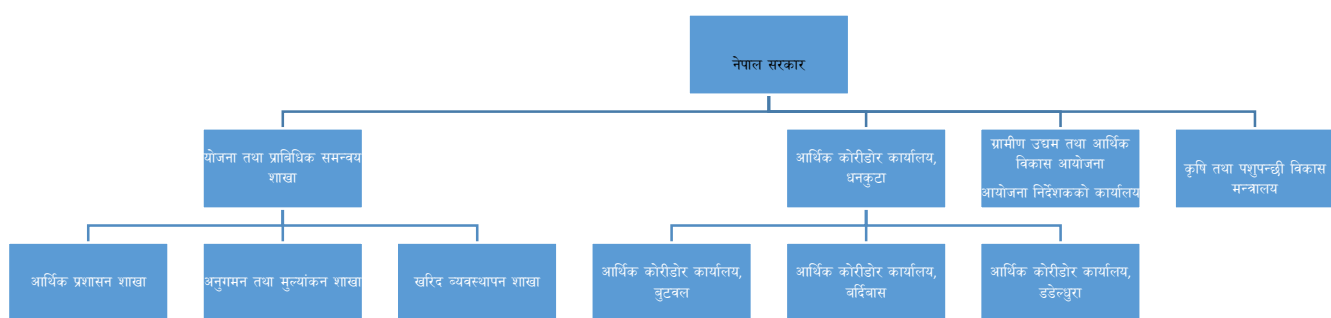 नेपाल सरकार
योजना तथा प्राविधिक समन्वय
शाखा
आर्थिक कोरीडोर कार्यालय,
धनकुटा
ग्रामीण उद्यम तथा आर्थिक
विकास आयोजना
आयोजना निर्देशकको कार्यालय
कृषि तथा पशुपन्छी विकास
मन्त्रालय
आर्थिक प्रशासन शाखा
अनुगमन तथा मुल्यांकन शाखा
खरिद व्यवस्थापन शाखा
आर्थिक कोरीडोर कार्यालय,
बुटवल
आर्थिक कोरीडोर कार्यालय,
बर्दिबास
आर्थिक कोरीडोर कार्यालय,
डडेल्धुरा